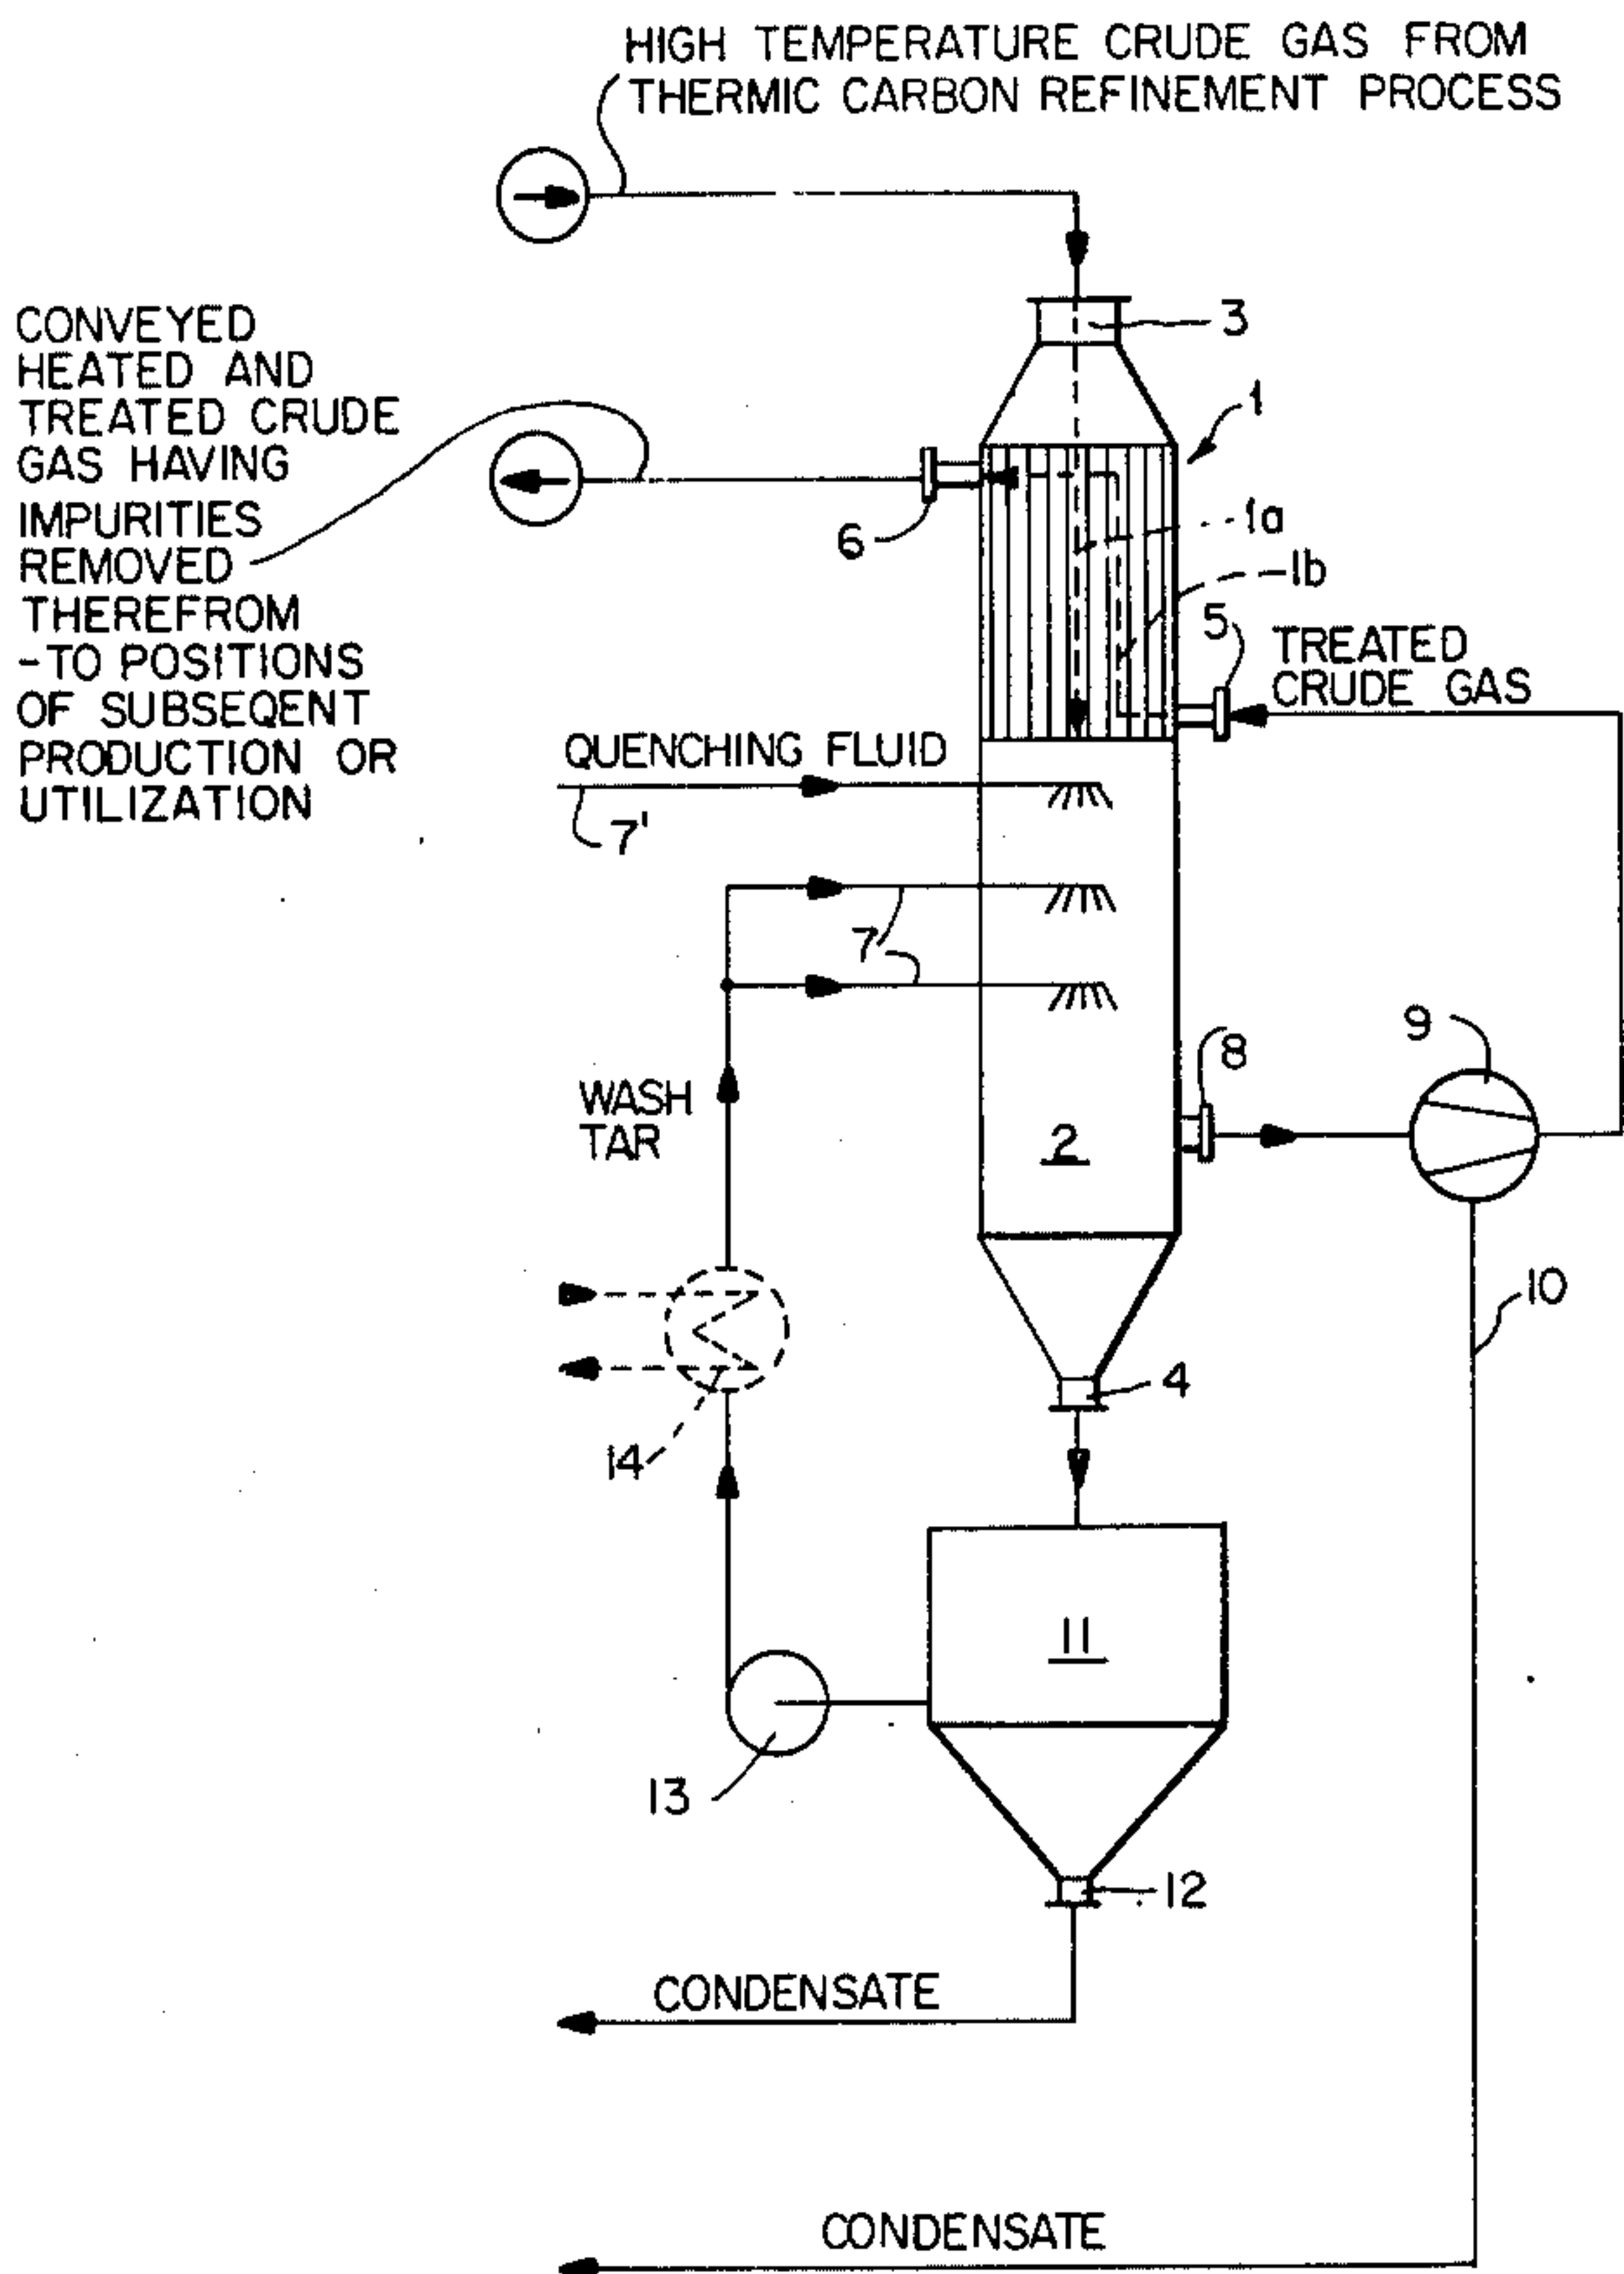 HIGH TEMPERATURE CRUDE GAS FROM
THERMIC CARBON REFINEMENT PROCESS
CONVEYED
HEATED AND
TREATED CRUDE
GAS HAVING
IMPURITIES
REMOVED
THEREFROM
-TO POSITIONS
OF SUBSEQENT
PRODUCTION OR
UTILIZATION
3
1
6
1a
1b
5
TREATED
CRUDE GAS
QUENCHING FLUID
7'
7
9
8
WASH
TAR
2
10
4
14
11
13
12
CONDENSATE
CONDENSATE